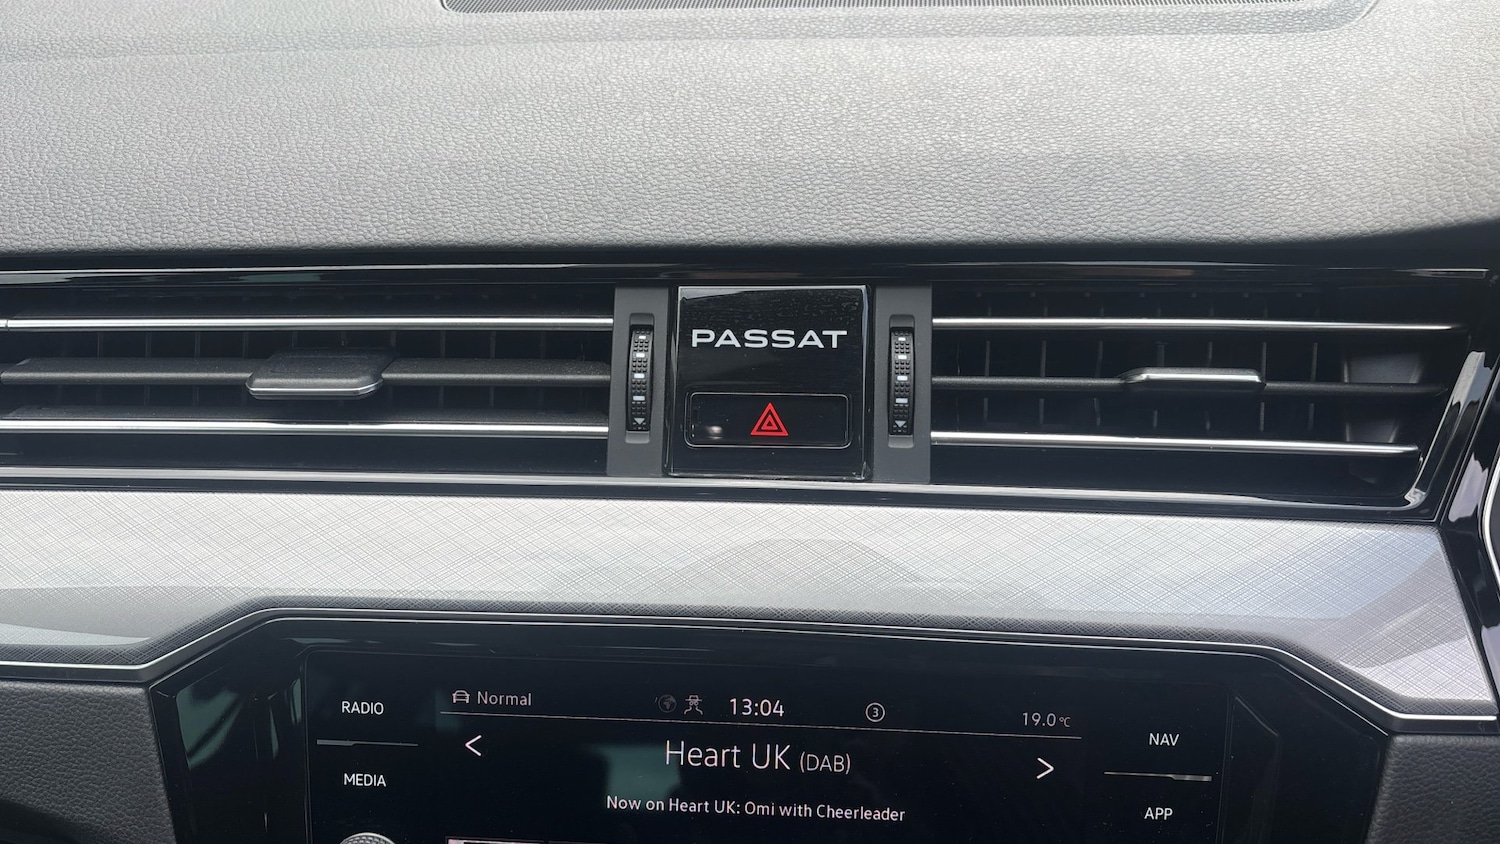 PASSAT
Normal 13:04 3 19.0°C
RADIO
Heart UK (DAB)
NAV
MEDIA
Now on Heart UK: Omi with Cheerleader
APP